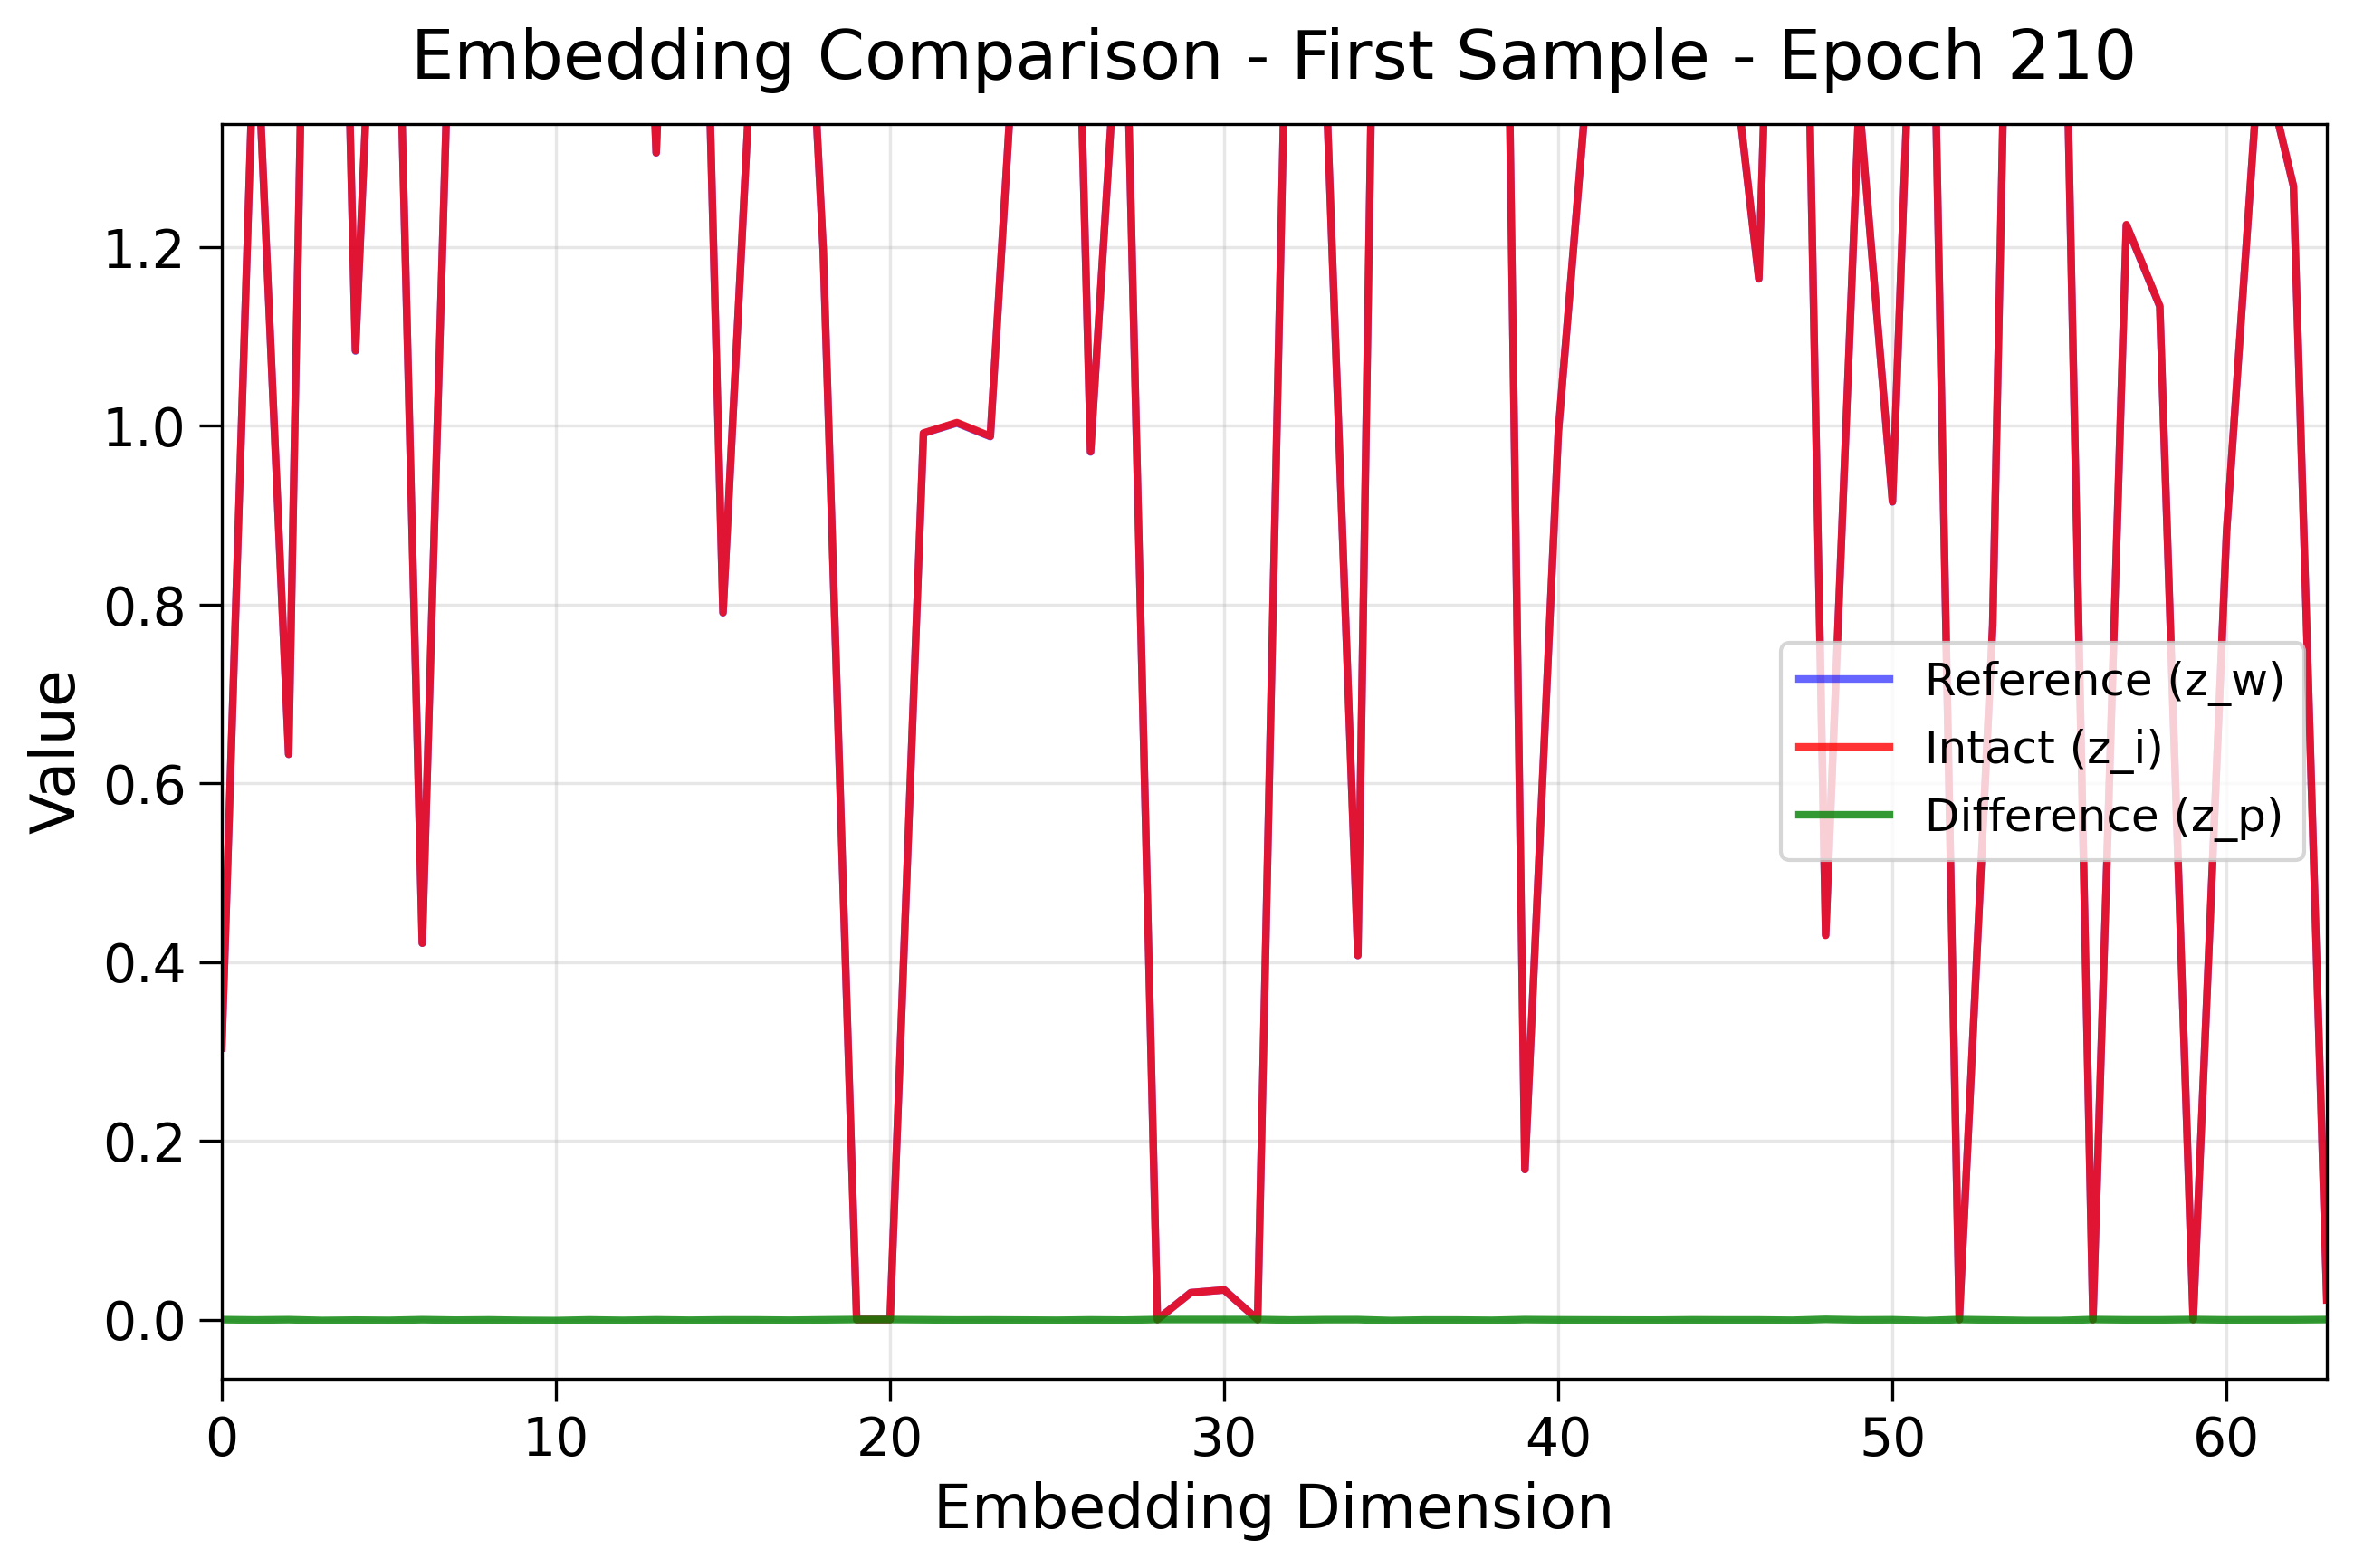 Embedding Comparison - First Sample - Epoch 210
1.2
1.0
0.8
0.6
0.4
0.2
0.0
Value
Reference (z_w)
Intact (z_i)
Difference (z_p)
0 10 20 30 40 50 60
Embedding Dimension